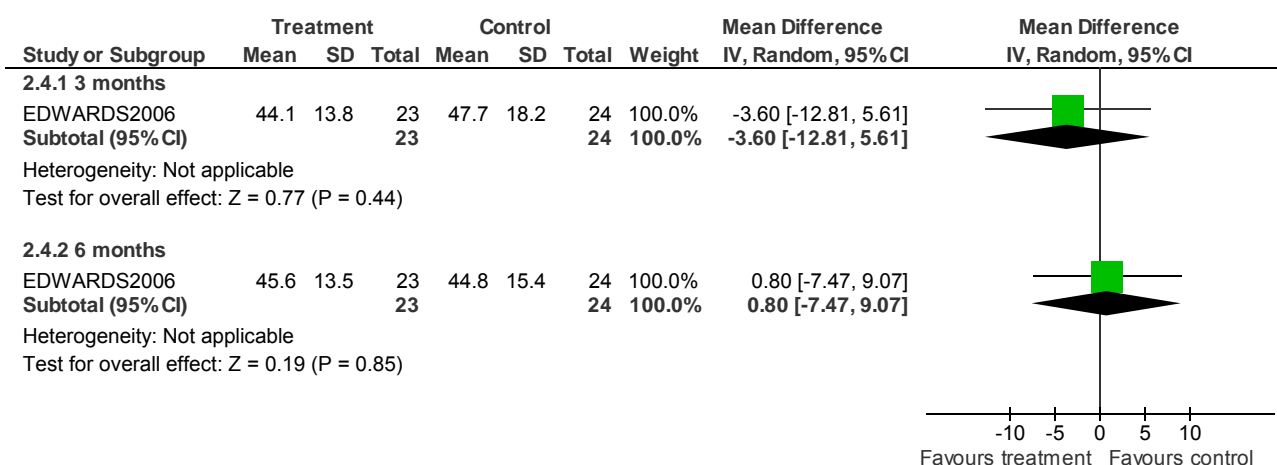 Treatment Control Mean Difference Mean Difference
Study or Subgroup Mean SD Total Mean SD Total Weight IV, Random, 95% CI IV, Random, 95% CI
2.4.1 3 months
EDWARDS2006 44.1 13.8 23 47.7 18.2 24 100.0% -3.60 [-12.81, 5.61]
Subtotal (95% CI) 23 24 100.0% -3.60 [-12.81, 5.61]
Heterogeneity: Not applicable
Test for overall effect: Z = 0.77 (P = 0.44)
2.4.2 6 months
EDWARDS2006 45.6 13.5 23 44.8 15.4 24 100.0% 0.80 [-7.47, 9.07]
Subtotal (95% CI) 23 24 100.0% 0.80 [-7.47, 9.07]
Heterogeneity: Not applicable
Test for overall effect: Z = 0.19 (P = 0.85)
-10 -5 0 5 10
Favours treatment Favours control